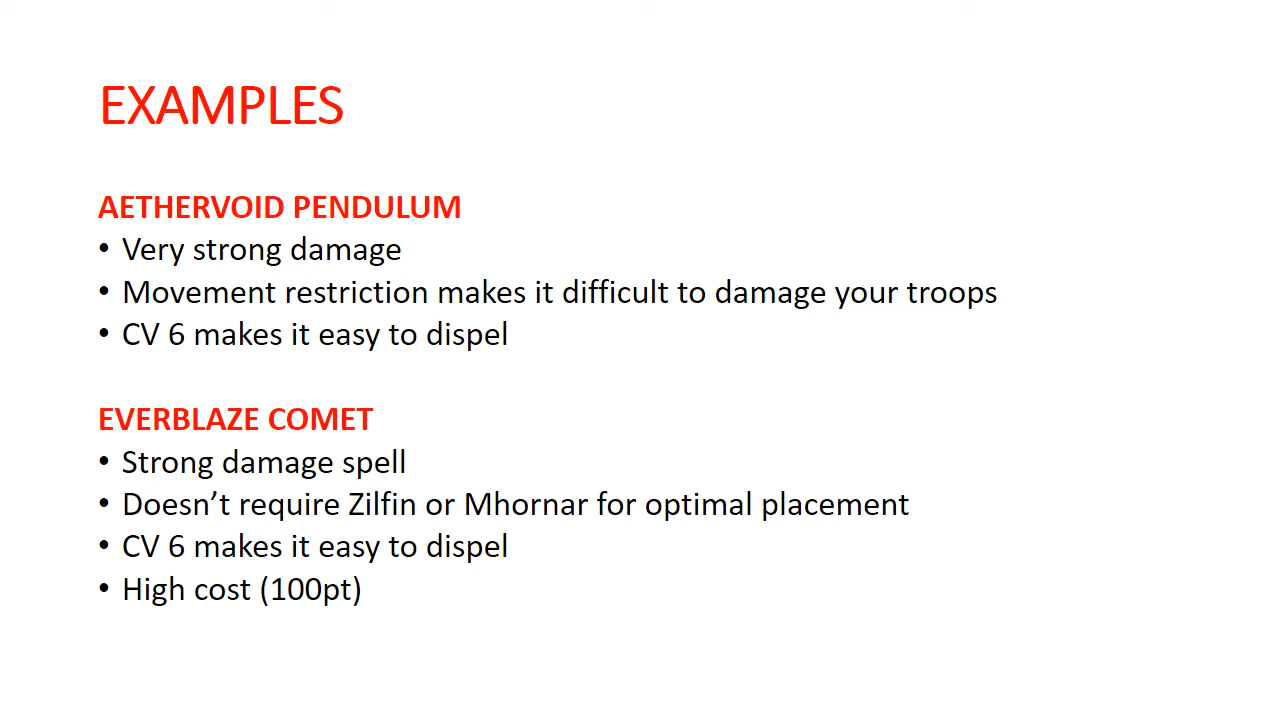 EXAMPLES
AETHERVOID PENDULUM
• Very strong damage
• Movement restriction makes it difficult to damage your troops
• CV 6 makes it easy to dispel
EVERBLAZE COMET
• Strong damage spell
• Doesn’t require Zilfin or Mhornar for optimal placement
• CV 6 makes it easy to dispel
• High cost (100pt)